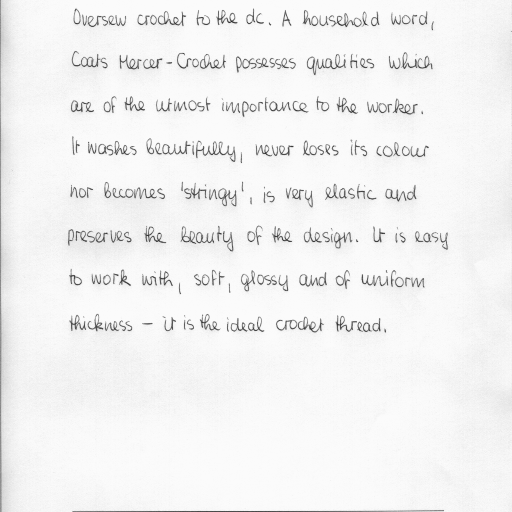 Oversew crochet to the dc. A household word,
Coats Mercer-Crochet possesses qualities which
are of the utmost importance to the worker.
It washes beautifully, never loses its colour
nor becomes 'stringy', is very elastic and
preserves the beauty of the design. It is easy
to work with, soft, glossy and of uniform
thickness - it is the ideal crochet thread.